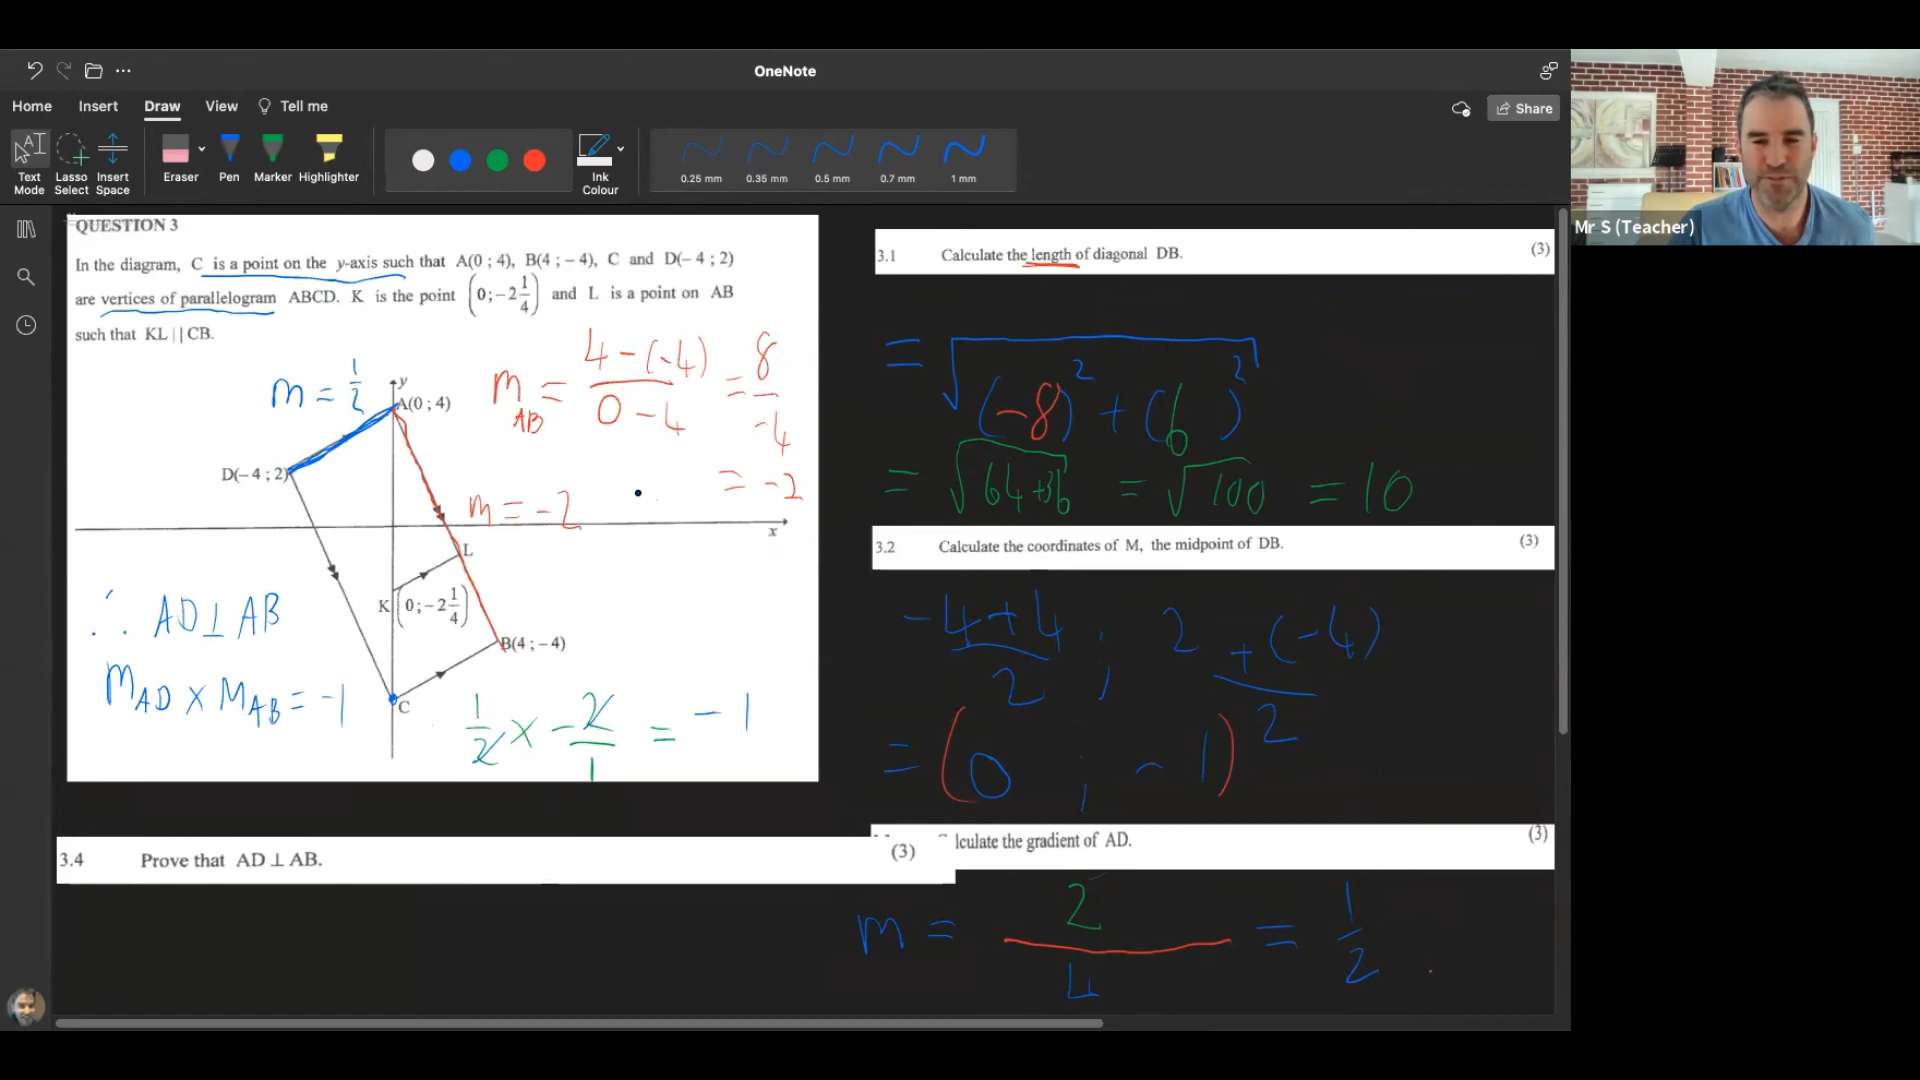 OneNote
Home Insert Draw View Tell me
Share
Text Mode
Lasso Select
Insert Space
Eraser
Pen
Marker
Highlighter
Ink Colour
0.25 mm
0.35 mm
0.5 mm
0.7 mm
1 mm
Mr S (Teacher)
QUESTION 3
In the diagram, C is a point on the y-axis such that A(0 ; 4), B(4 ; – 4), C and D(– 4 ; 2)
are vertices of parallelogram ABCD. K is the point (0 ; – 2 1/4) and L is a point on AB
such that KL || CB.
m = 1/2
y
A(0 ; 4)
m AB = 4 - (-4) / 0 - 4 = 8 / -4
= -2
D(– 4 ; 2)
m = -2
x
L
K (0 ; – 2 1/4)
B(4 ; – 4)
C
∴ AD ⊥ AB
M AD × M AB = -1
1/2 × -2/1 = -1
3.1 Calculate the length of diagonal DB. (3)
= √(-8)² + (6)²
= √64+36 = √100 = 10
3.2 Calculate the coordinates of M, the midpoint of DB. (3)
-4+4 / 2 ; 2 + (-4) / 2
= (0 ; -1)
lculate the gradient of AD. (3)
m = 2 / 4 = 1/2
3.4 Prove that AD ⊥ AB. (3)